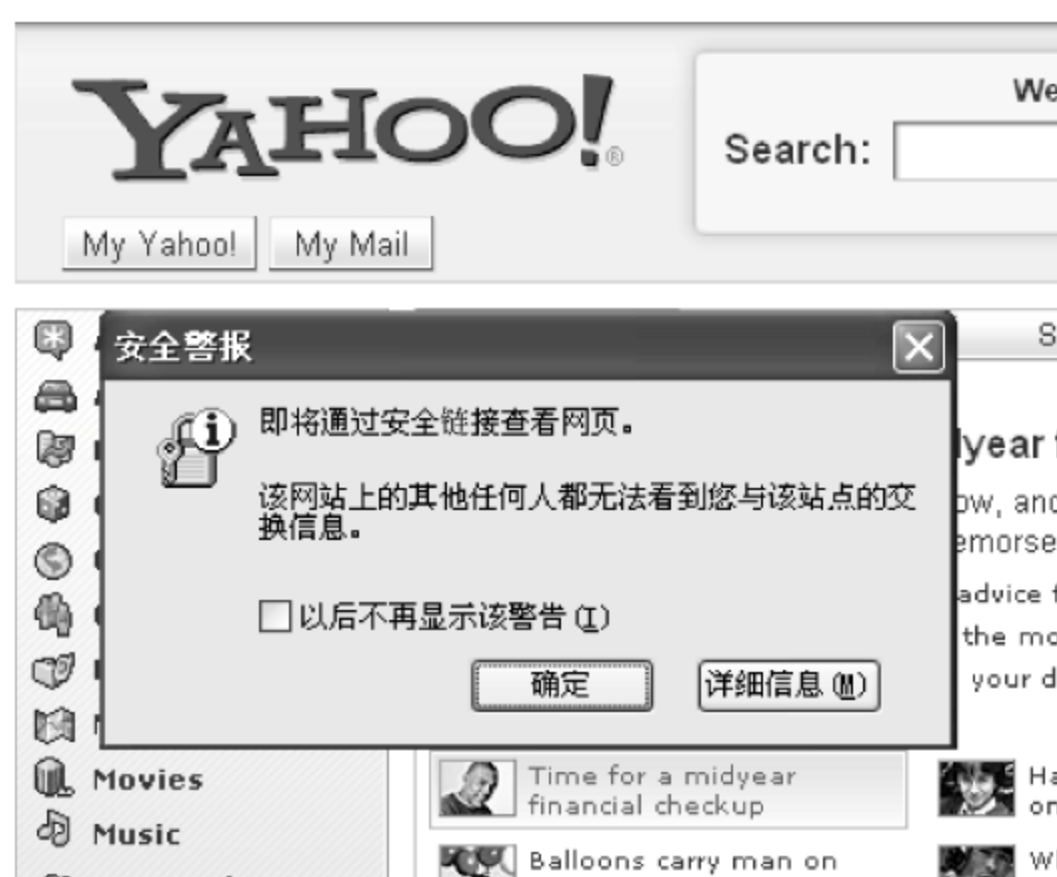 YAHOO!®
We
Search:
My Yahoo! My Mail
安全警报
S
即将通过安全链接查看网页。
lyear
该网站上的其他任何人都无法看到您与该站点的交
换信息。
ow, and
emorse
advice f
以后不再显示该警告(I)
the mo
确定 详细信息(M)
your d
Movies
Time for a midyear
financial checkup
Ha
on
Music
Balloons carry man on
Wh